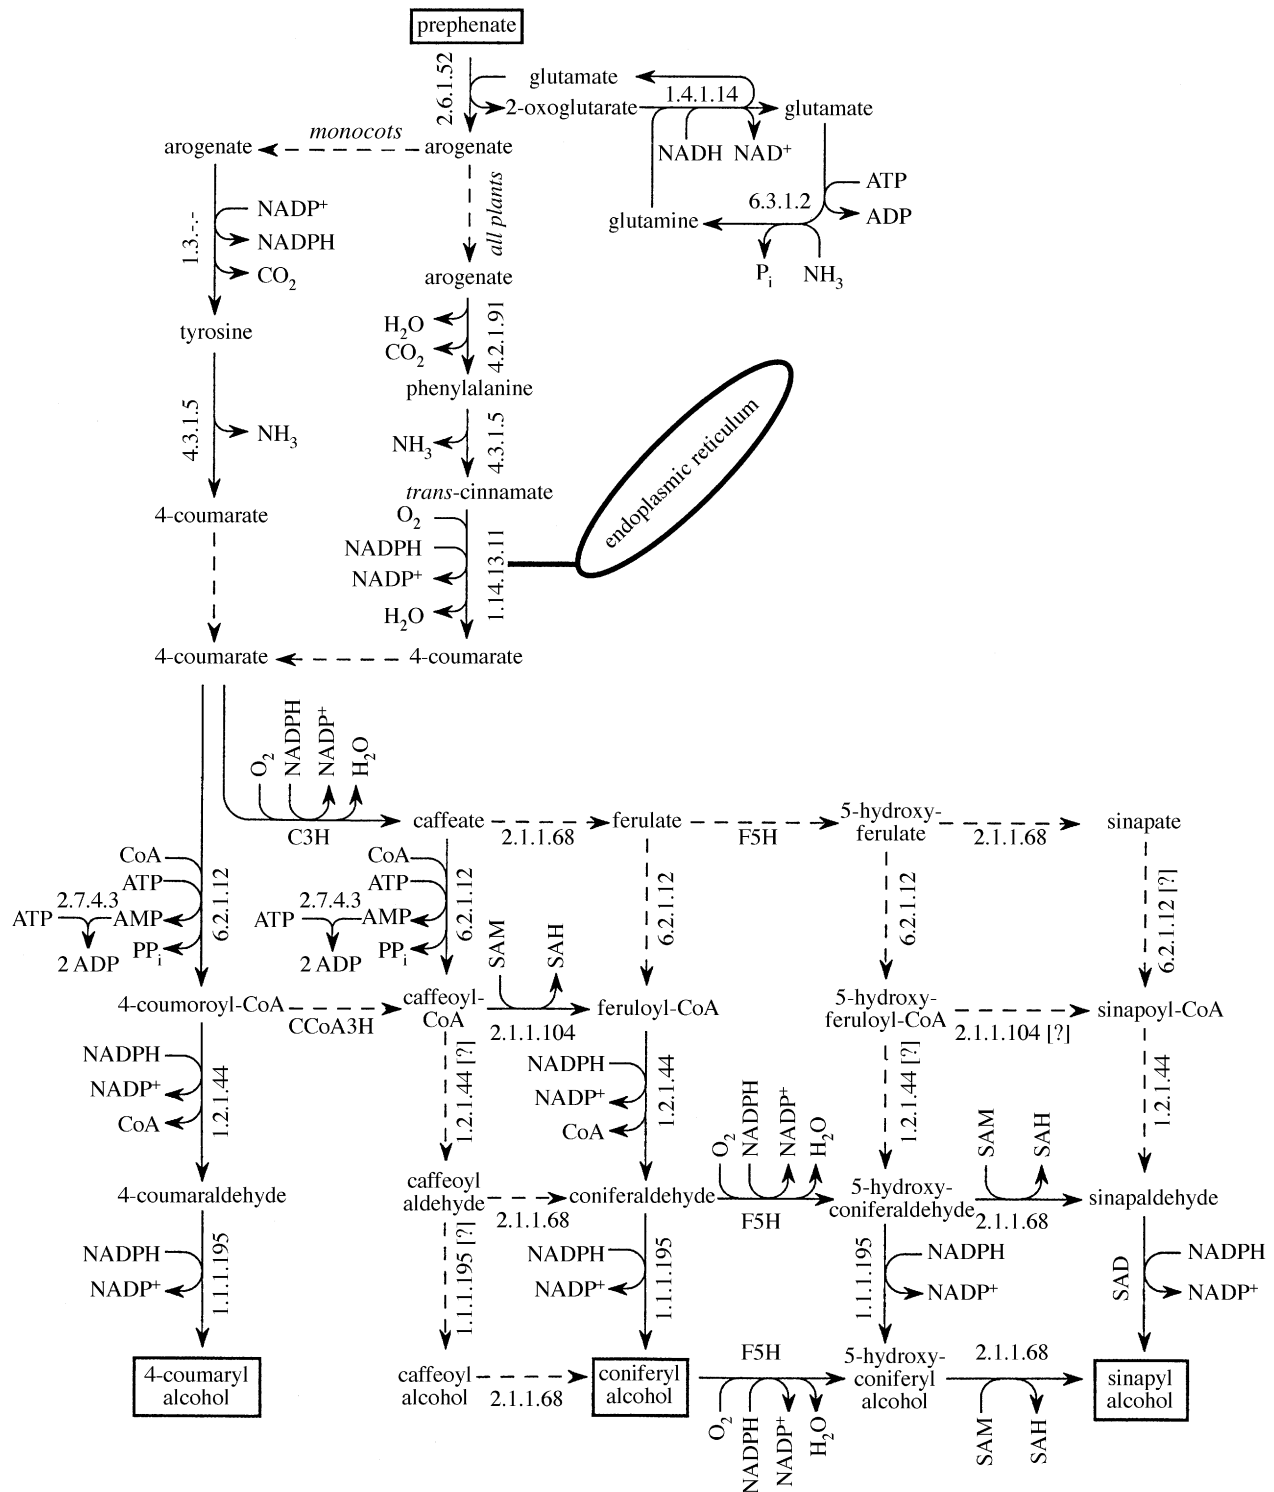 prephenate
2.6.1.52
glutamate
2-oxoglutarate
1.4.1.14
glutamate
NADH NAD+
ATP
6.3.1.2
ADP
glutamine
Pi
NH3
arogenate
monocots
arogenate
all plants
1.3.-.-
NADP+
NADPH
CO2
arogenate
H2O
CO2
4.2.1.91
tyrosine
phenylalanine
4.3.1.5
NH3
NH3
4.3.1.5
endoplasmic reticulum
trans-cinnamate
4-coumarate
O2
NADPH
NADP+
H2O
1.14.13.11
4-coumarate
4-coumarate
O2
NADPH
NADP+
H2O
C3H
caffeate
2.1.1.68
ferulate
F5H
5-hydroxy-
ferulate
2.1.1.68
sinapate
CoA
ATP
2.7.4.3
ATP
AMP
PPi
2 ADP
6.2.1.12
CoA
ATP
2.7.4.3
ATP
AMP
PPi
2 ADP
6.2.1.12
SAM
SAH
6.2.1.12
6.2.1.12
6.2.1.12 [?]
4-coumoroyl-CoA
CCoA3H
caffeoyl-
CoA
2.1.1.104
feruloyl-CoA
5-hydroxy-
feruloyl-CoA
2.1.1.104 [?]
sinapoyl-CoA
NADPH
NADP+
CoA
1.2.1.44
1.2.1.44 [?]
NADPH
NADP+
CoA
1.2.1.44
O2
NADPH
NADP+
H2O
1.2.1.44 [?]
SAM
SAH
1.2.1.44
4-coumaraldehyde
caffeoyl
aldehyde
2.1.1.68
coniferaldehyde
F5H
5-hydroxy-
coniferaldehyde
2.1.1.68
sinapaldehyde
NADPH
NADP+
1.1.1.195
1.1.1.195 [?]
NADPH
NADP+
1.1.1.195
1.1.1.195
NADPH
NADP+
SAD
NADPH
NADP+
4-coumaryl
alcohol
caffeoyl
alcohol
2.1.1.68
coniferyl
alcohol
F5H
O2
NADPH
NADP+
H2O
5-hydroxy-
coniferyl
alcohol
2.1.1.68
SAM
SAH
sinapyl
alcohol